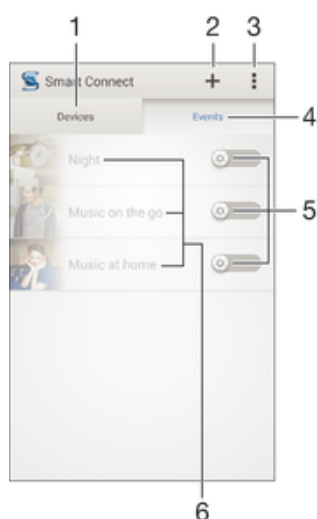 1 2 3
Smart Connect
Devices Events 4
Night
Music on the go 5
Music at home
6